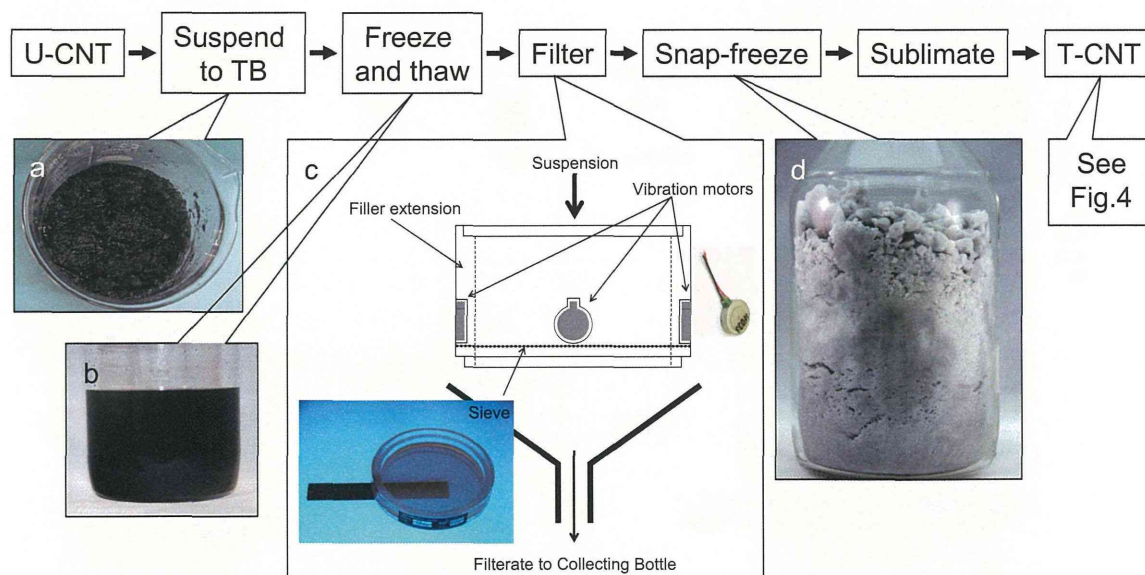 U-CNT
Suspend
to TB
Freeze
and thaw
Filter
Snap-freeze
Sublimate
T-CNT
a
b
c
Suspension
Filler extension
Vibration motors
Sieve
Filterate to Collecting Bottle
d
See
Fig.4